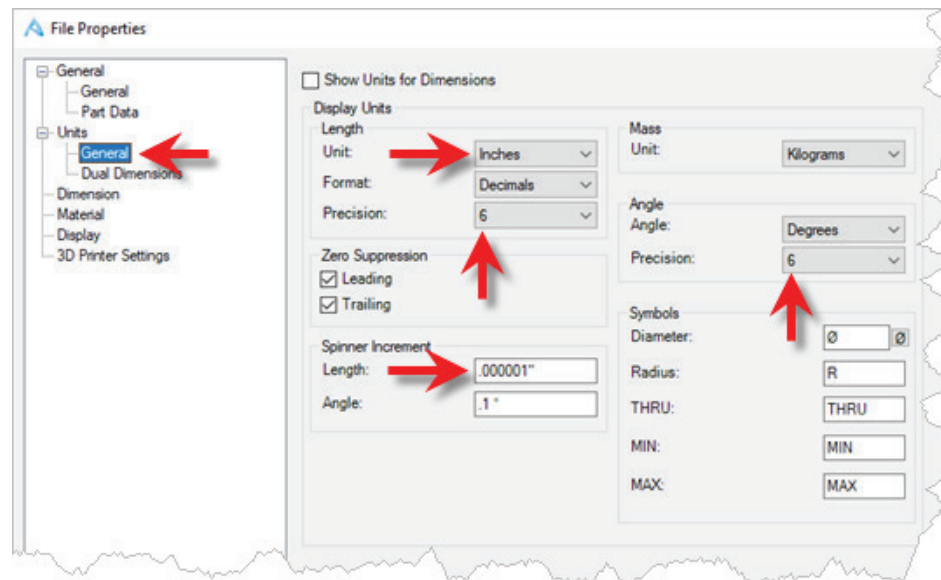 File Properties
General
General
Part Data
Units
General
Dual Dimensions
Dimension
Material
Display
3D Printer Settings
Show Units for Dimensions
Display Units
Length
Unit: Inches
Format: Decimals
Precision: 6
Zero Suppression
Leading
Trailing
Spinner Increment
Length: .000001"
Angle: .1 °
Mass
Unit: Kilograms
Angle
Angle: Degrees
Precision: 6
Symbols
Diameter: Ø Ø
Radius: R
THRU: THRU
MIN: MIN
MAX: MAX